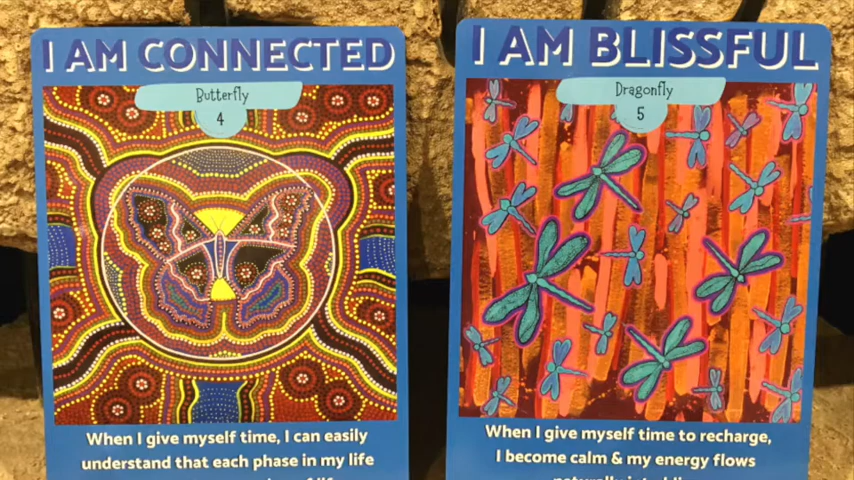 I AM CONNECTED
Butterfly
4
When I give myself time, I can easily
understand that each phase in my life
I AM BLISSFUL
Dragonfly
5
When I give myself time to recharge,
I become calm & my energy flows